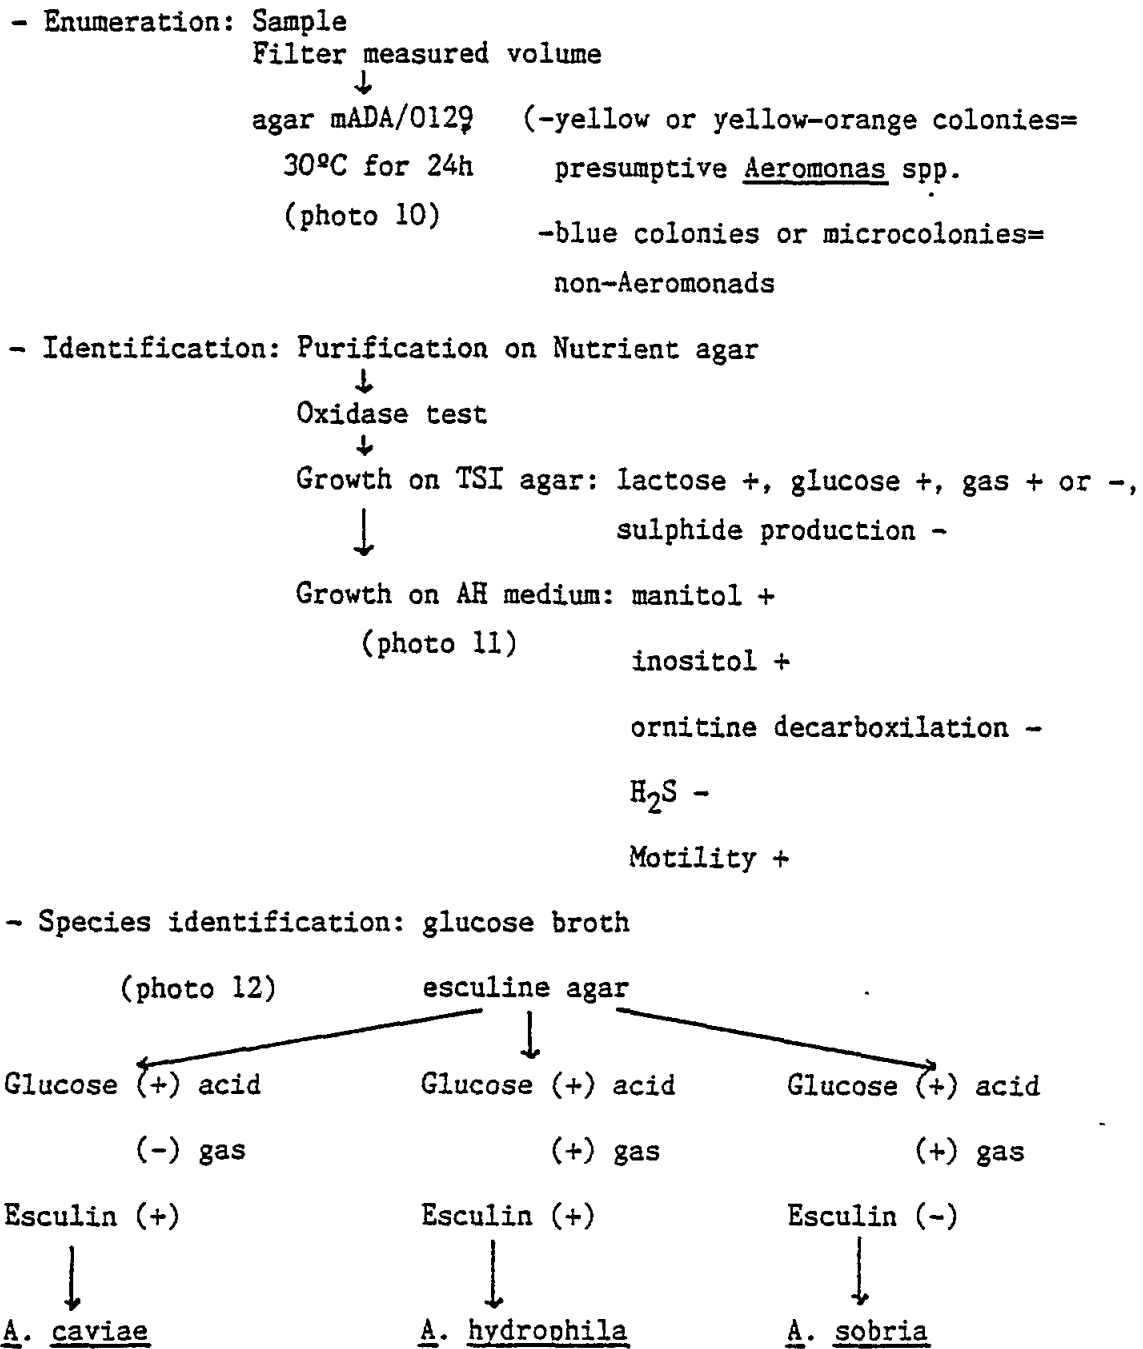 - Enumeration: Sample
Filter measured volume
agar mADA/0129 (-yellow or yellow-orange colonies=
30ºC for 24h presumptive Aeromonas spp.
(photo 10) -blue colonies or microcolonies=
non-Aeromonads
- Identification: Purification on Nutrient agar
Oxidase test
Growth on TSI agar: lactose +, glucose +, gas + or -,
sulphide production -
Growth on AH medium: manitol +
(photo 11)
inositol +
ornitine decarboxilation -
H2S -
Motility +
- Species identification: glucose broth
(photo 12) esculine agar
Glucose (+) acid Glucose (+) acid Glucose (+) acid
(-) gas (+) gas (+) gas
Esculin (+) Esculin (+) Esculin (-)
A. caviae A. hydrophila A. sobria